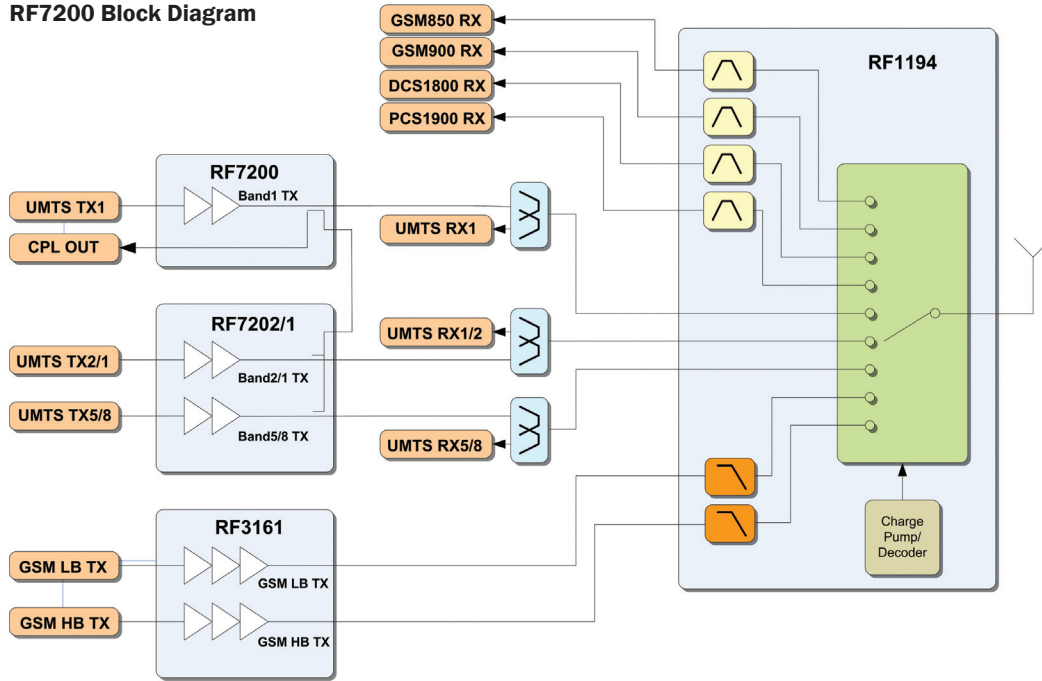 RF7200 Block Diagram
GSM850 RX
GSM900 RX
DCS1800 RX
PCS1900 RX
RF1194
RF7200
Band1 TX
UMTS TX1
CPL OUT
UMTS RX1
RF7202/1
UMTS RX1/2
UMTS TX2/1
Band2/1 TX
UMTS TX5/8
Band5/8 TX
UMTS RX5/8
RF3161
Charge
Pump/
Decoder
GSM LB TX
GSM LB TX
GSM HB TX
GSM HB TX